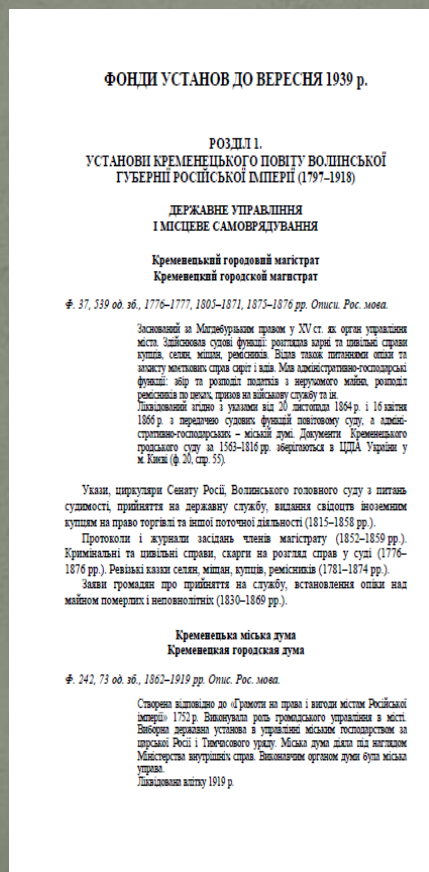 ФОНДИ УСТАНОВ ДО ВЕРЕСНЯ 1939 р.
РОЗДІЛ 1.
УСТАНОВИ КРЕМЕНЕЦЬКОГО ПОВІТУ ВОЛИНСЬКОЇ
ГУБЕРНІЇ РОСІЙСЬКОЇ ІМПЕРІЇ (1797–1918)
ДЕРЖАВНЕ УПРАВЛІННЯ
І МІСЦЕВЕ САМОВРЯДУВАННЯ
Кременецький городовий магістрат
Кременецкий городской магистрат
Ф. 37, 539 од. зб., 1776–1777, 1805–1871, 1875–1876 рр. Описи. Рос. мова.
Заснований за Магдебурзьким правом у XV ст. як орган управління
міста. Здійснював судові функції: розглядав карні та цивільні справи
купців, селян, міщан, ремісників. Відав також питаннями опіки та
захисту маєткових справ сиріт і вдів. Мав адміністративно-господарські
функції: збір та розподіл податків з нерухомого майна, розподіл
ремісників по цехах, призов на військову службу та ін.
Ліквідований згідно з указами від 20 листопада 1864 р. і 16 квітня
1866 р. з передачею судових функцій повітовому суду, а адміні-
стративно-господарських – міській думі. Документи Кременецького
гродського суду за 1563–1816 рр. зберігаються в ЦДІА України у
м. Києві (ф. 20, спр. 55).
Укази, циркуляри Сенату Росії, Волинського головного суду з питань
судимості, прийняття на державну службу, видання свідоцтв іноземним
купцям на право торгівлі та іншої поточної діяльності (1815–1858 рр.).
Протоколи і журнали засідань членів магістрату (1852–1859 рр.).
Кримінальні та цивільні справи, скарги на розгляд справ у суді (1776–
1876 рр.). Ревізькі казки селян, міщан, купців, ремісників (1781–1874 рр.).
Заяви громадян про прийняття на службу, встановлення опіки над
майном померлих і неповнолітніх (1830–1869 рр.).
Кременецька міська дума
Кременецкая городская дума
Ф. 242, 73 од. зб., 1862–1919 рр. Опис. Рос. мова.
Створена відповідно до «Грамоти на права і вигоди містам Російської
імперії» 1752 р. Виконувала роль громадського управління в місті.
Виборна державна установа в управлінні міським господарством за
царської Росії і Тимчасового уряду. Міська дума діяла під наглядом
Міністерства внутрішніх справ. Виконавчим органом думи була міська
управа.
Ліквідована влітку 1919 р.